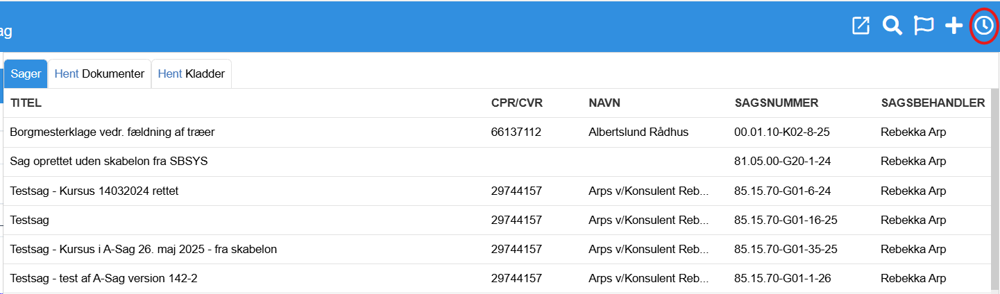 ag
Sager Hent Dokumenter Hent Kladder
TITEL CPR/CVR NAVN SAGSNUMMER SAGSBEHANDLER
Borgmesterklage vedr. fældning af træer 66137112 Albertslund Rådhus 00.01.10-K02-8-25 Rebekka Arp
Sag oprettet uden skabelon fra SBSYS 81.05.00-G20-1-24 Rebekka Arp
Testsag - Kursus 14032024 rettet 29744157 Arps v/Konsulent Reb... 85.15.70-G01-6-24 Rebekka Arp
Testsag 29744157 Arps v/Konsulent Reb... 85.15.70-G01-16-25 Rebekka Arp
Testsag - Kursus i A-Sag 26. maj 2025 - fra skabelon 29744157 Arps v/Konsulent Reb... 85.15.70-G01-35-25 Rebekka Arp
Testsag - test af A-Sag version 142-2 29744157 Arps v/Konsulent Reb... 85.15.70-G01-1-26 Rebekka Arp